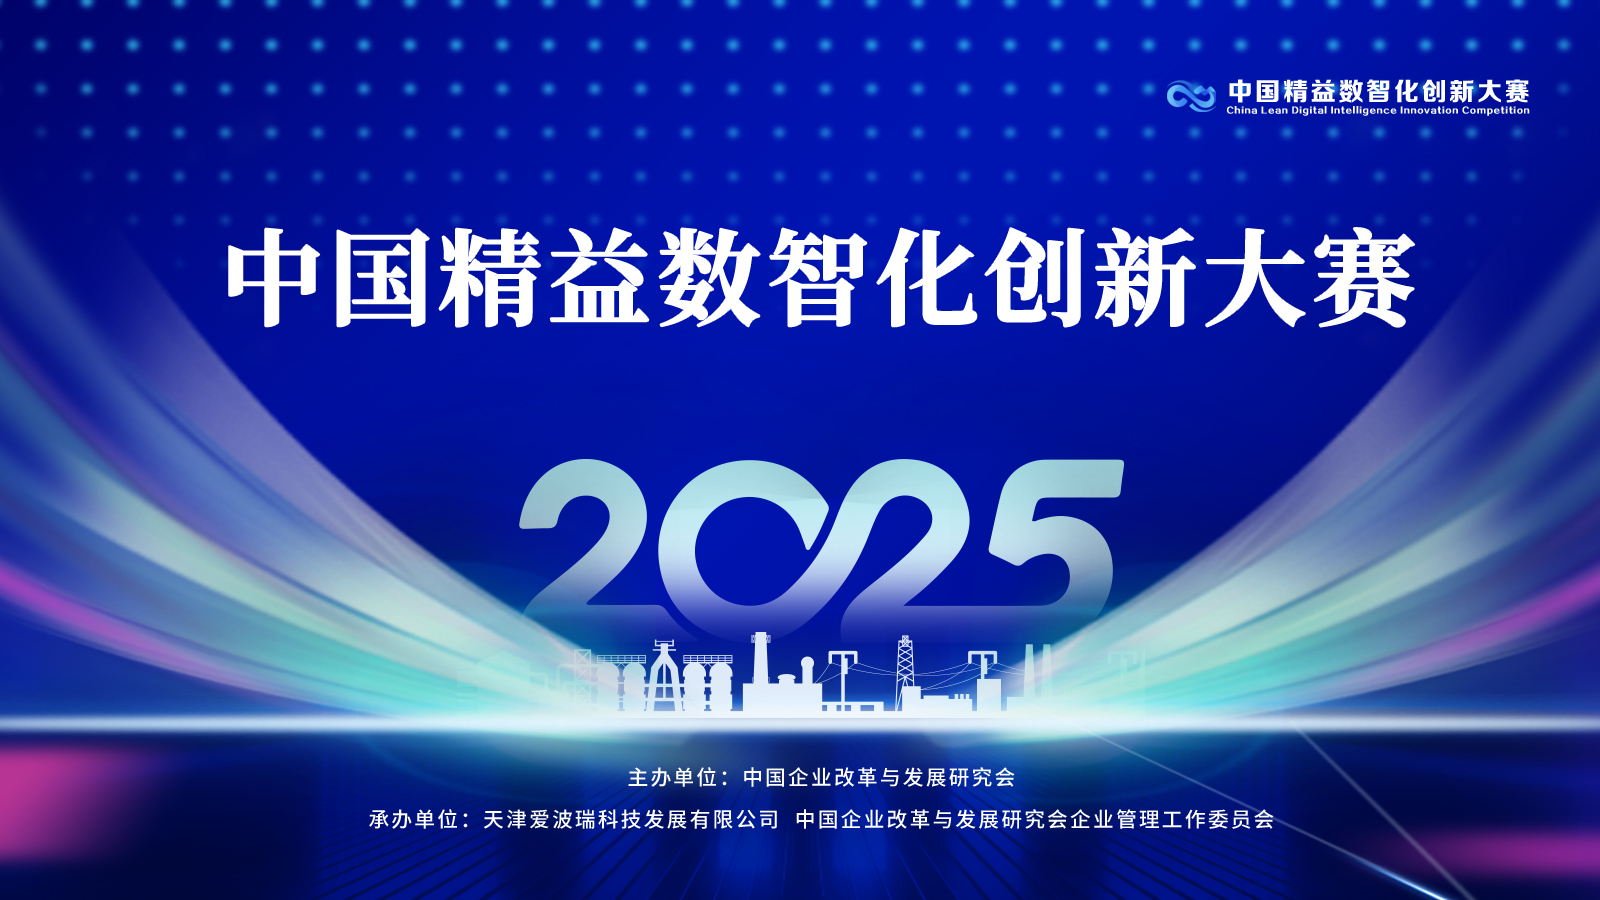 中国精益数智化创新大赛
China Lean Digital Intelligence Innovation Competition
中国精益数智化创新大赛
2025
主办单位：中国企业改革与发展研究会
承办单位：天津爱波瑞科技发展有限公司 中国企业改革与发展研究会企业管理工作委员会